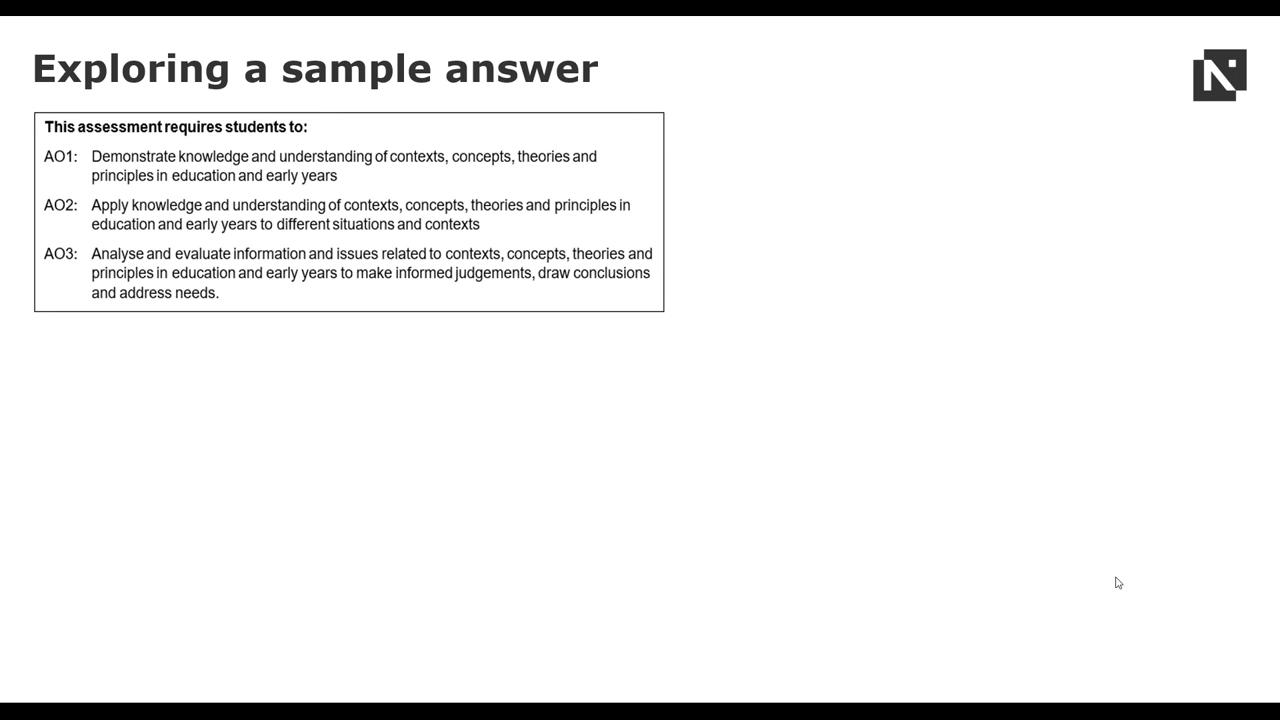 Exploring a sample answer
This assessment requires students to:
AO1: Demonstrate knowledge and understanding of contexts, concepts, theories and
principles in education and early years
AO2: Apply knowledge and understanding of contexts, concepts, theories and principles in
education and early years to different situations and contexts
AO3: Analyse and evaluate information and issues related to contexts, concepts, theories and
principles in education and early years to make informed judgements, draw conclusions
and address needs.